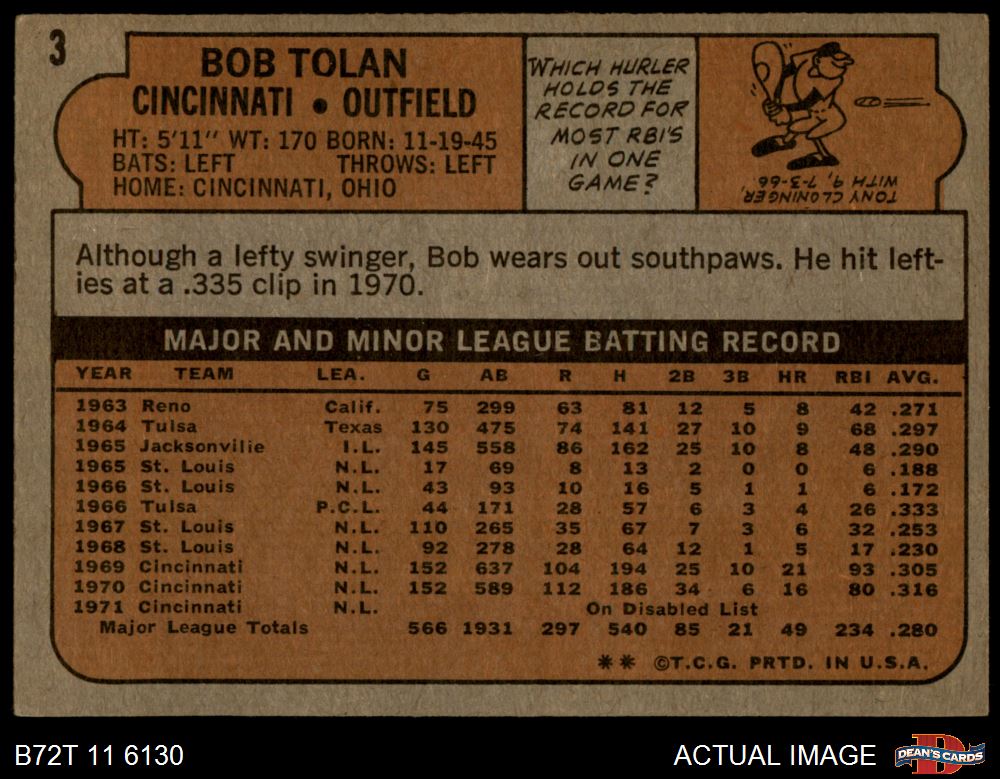 3
BOB TOLAN
CINCINNATI • OUTFIELD
HT: 5'11" WT: 170 BORN: 11-19-45
BATS: LEFT THROWS: LEFT
HOME: CINCINNATI, OHIO
WHICH HURLER
HOLDS THE
RECORD FOR
MOST RBI'S
IN ONE
GAME?
TONY CLONINGER,
WITH 9, 7-3-66.
Although a lefty swinger, Bob wears out southpaws. He hit left-
ies at a .335 clip in 1970.
MAJOR AND MINOR LEAGUE BATTING RECORD
YEAR TEAM LEA. G AB R H 2B 3B HR RBI AVG.
1963 Reno Calif. 75 299 63 81 12 5 8 42 .271
1964 Tulsa Texas 130 475 74 141 27 10 9 68 .297
1965 Jacksonville I.L. 145 558 86 162 25 10 8 48 .290
1965 St. Louis N.L. 17 69 8 13 2 0 0 6 .188
1966 St. Louis N.L. 43 93 10 16 5 1 1 6 .172
1966 Tulsa P.C.L. 44 171 28 57 6 3 4 26 .333
1967 St. Louis N.L. 110 265 35 67 7 3 6 32 .253
1968 St. Louis N.L. 92 278 28 64 12 1 5 17 .230
1969 Cincinnati N.L. 152 637 104 194 25 10 21 93 .305
1970 Cincinnati N.L. 152 589 112 186 34 6 16 80 .316
1971 Cincinnati N.L. On Disabled List
Major League Totals 566 1931 297 540 85 21 49 234 .280
** ©T.C.G. PRTD. IN U.S.A.
B72T 11 6130
ACTUAL IMAGE
DEAN'S CARDS